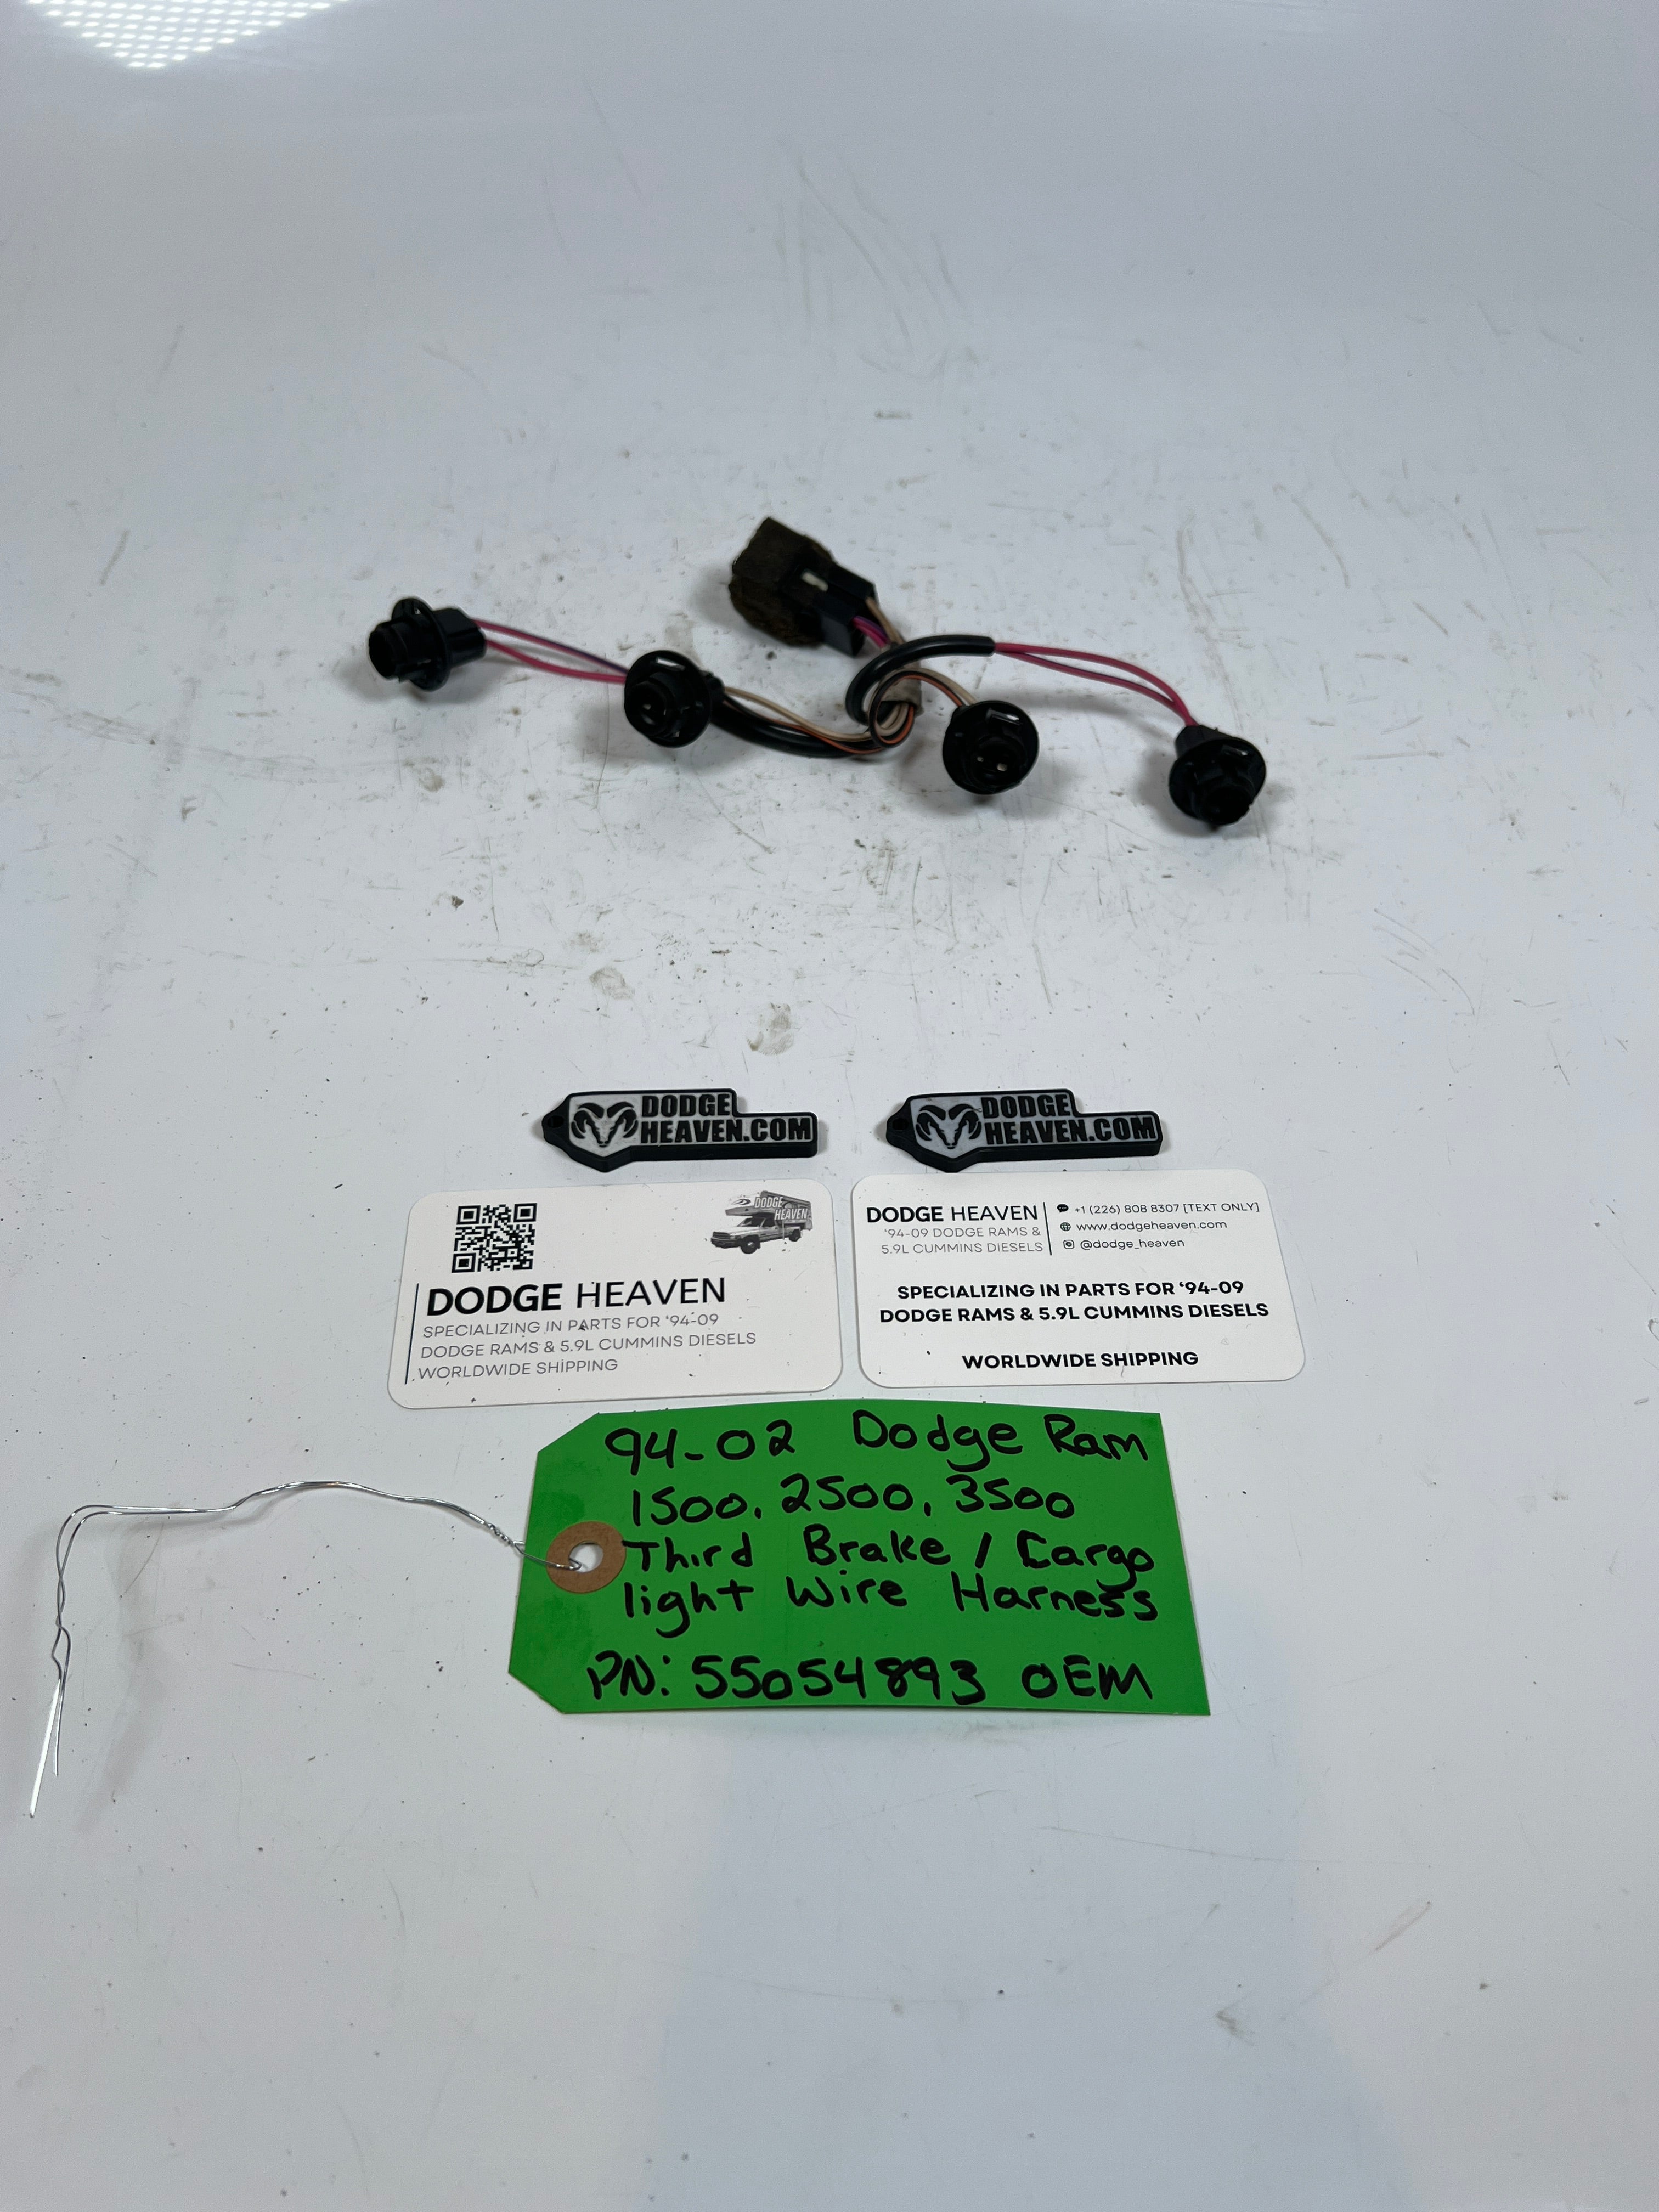 DODGE
HEAVEN.COM
DODGE
HEAVEN.COM
DODGE
HEAVEN
DODGE HEAVEN
SPECIALIZING IN PARTS FOR ‘94-09
DODGE RAMS & 5.9L CUMMINS DIESELS
WORLDWIDE SHIPPING
DODGE HEAVEN
‘94-09 DODGE RAMS &
5.9L CUMMINS DIESELS
+1 (226) 808 8307 [TEXT ONLY]
www.dodgeheaven.com
@dodge_heaven
SPECIALIZING IN PARTS FOR ‘94-09
DODGE RAMS & 5.9L CUMMINS DIESELS
WORLDWIDE SHIPPING
94-02 Dodge Ram
1500, 2500, 3500
Third Brake / Cargo
light Wire Harness
PN: 55054893 OEM